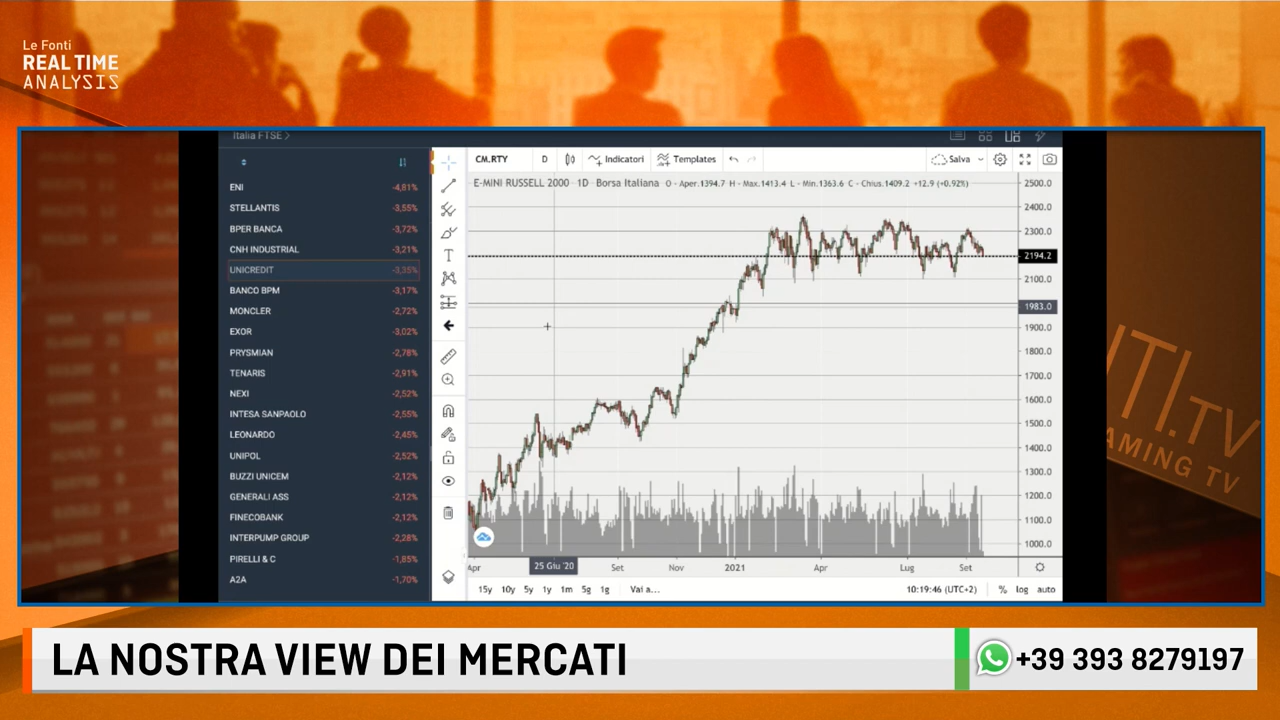 Le Fonti
REAL TIME
ANALYSIS
Italia FTSE >
ENI -4,81%
STELLANTIS -3,55%
BPER BANCA -3,72%
CNH INDUSTRIAL -3,21%
UNICREDIT -3,35%
BANCO BPM -3,17%
MONCLER -2,72%
EXOR -3,02%
PRYSMIAN -2,78%
TENARIS -2,91%
NEXI -2,52%
INTESA SANPAOLO -2,55%
LEONARDO -2,45%
UNIPOL -2,52%
BUZZI UNICEM -2,12%
GENERALI ASS -2,12%
FINECOBANK -2,12%
INTERPUMP GROUP -2,28%
PIRELLI & C -1,85%
A2A -1,70%
CM.RTY D Indicatori Templates Salva
E-MINI RUSSELL 2000 1D Borsa Italiana O - Aper.1394.7 H - Max.1413.4 L - Min.1363.6 C - Chius.1409.2 +12.9 (+0.92%)
2500.0
2400.0
2300.0
2194.2
2100.0
1983.0
1900.0
1800.0
1700.0
1600.0
1500.0
1400.0
1300.0
1200.0
1100.0
1000.0
Apr 25 Giu '20 Set Nov 2021 Apr Lug Set
15y 10y 5y 1y 1m 5g 1g Vai a... 10:19:46 (UTC+2) % log auto
TI.TV
AMING TV
LA NOSTRA VIEW DEI MERCATI
+39 393 8279197